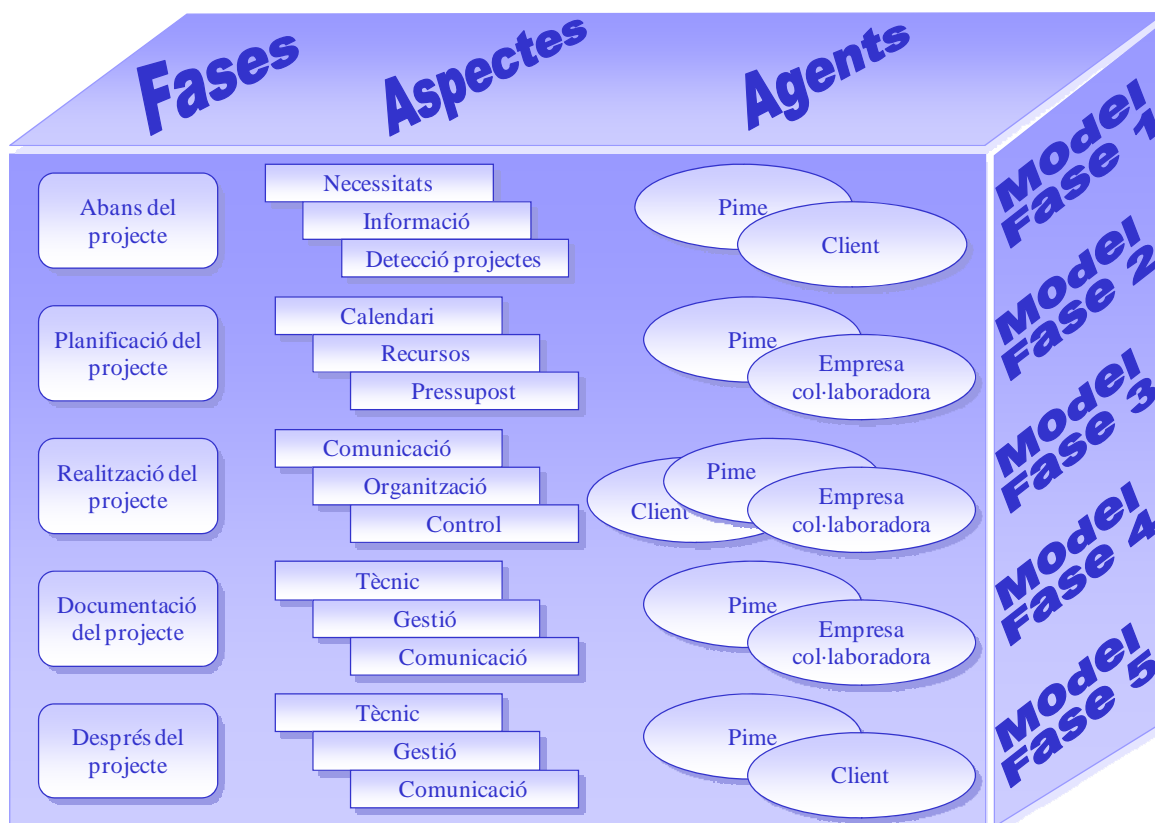 Fases Aspectes Agents
Abans del
projecte
Necessitats
Informació
Detecció projectes
Pime
Client
Model
Fase 1
Planificació del
projecte
Calendari
Recursos
Pressupost
Pime
Empresa
col·laboradora
Model
Fase 2
Realització del
projecte
Comunicació
Organització
Control
Client
Pime
Empresa
col·laboradora
Model
Fase 3
Documentació
del projecte
Tècnic
Gestió
Comunicació
Pime
Empresa
col·laboradora
Model
Fase 4
Després del
projecte
Tècnic
Gestió
Comunicació
Pime
Client
Model
Fase 5